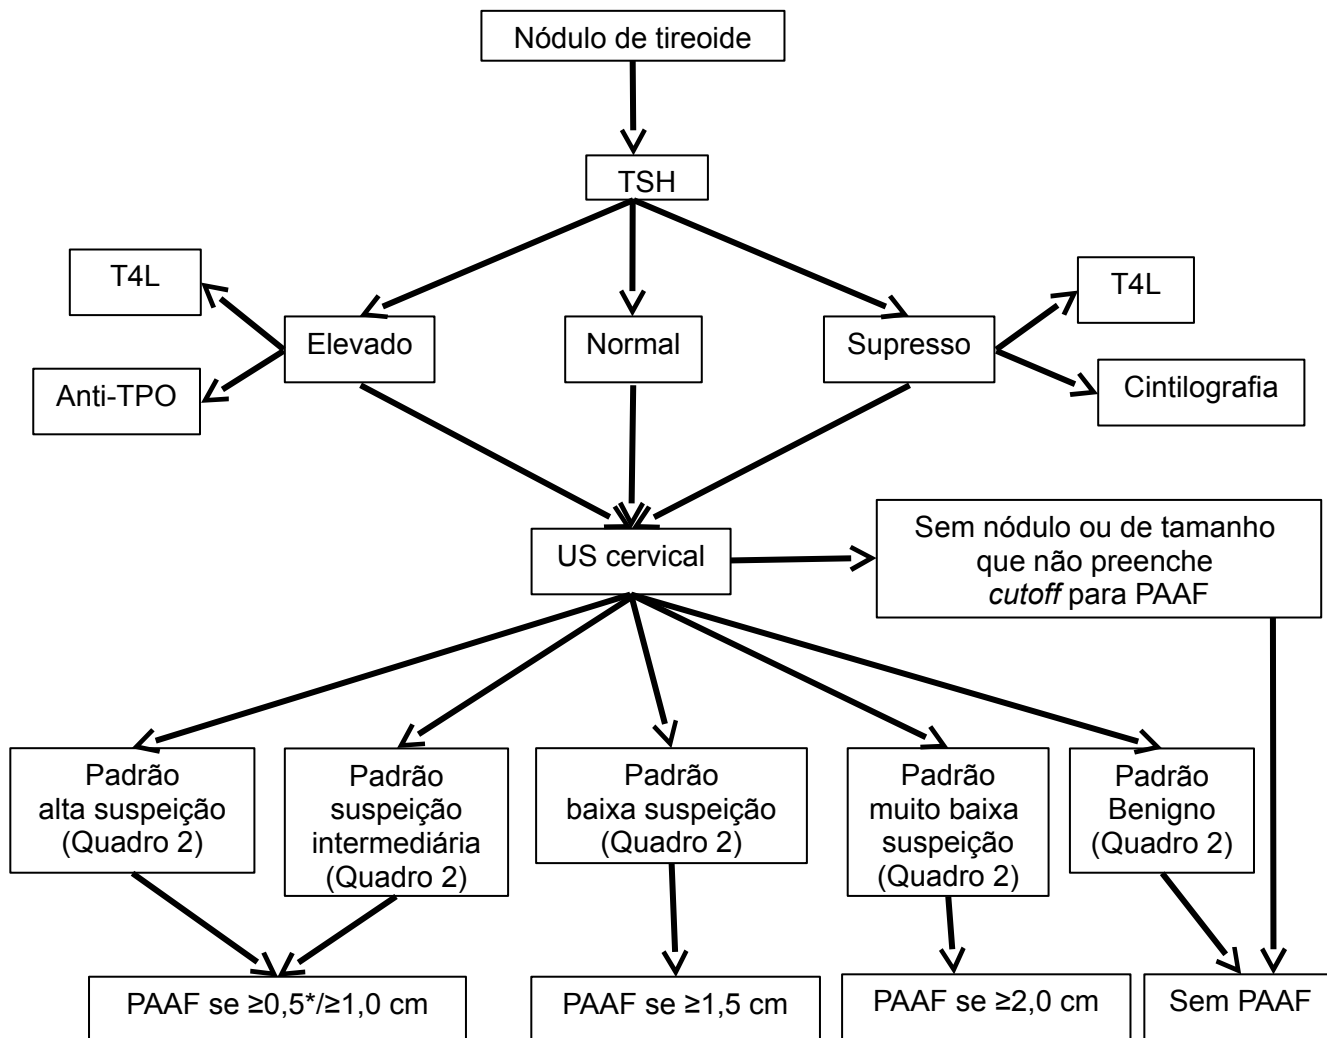 Nódulo de tireoide
TSH
T4L
T4L
Elevado
Normal
Supresso
Anti-TPO
Cintilografia
US cervical
Sem nódulo ou de tamanho
que não preenche
cutoff para PAAF
Padrão
alta suspeição
(Quadro 2)
Padrão
suspeição
intermediária
(Quadro 2)
Padrão
baixa suspeição
(Quadro 2)
Padrão
muito baixa
suspeição
(Quadro 2)
Padrão
Benigno
(Quadro 2)
PAAF se ≥0,5*/≥1,0 cm
PAAF se ≥1,5 cm
PAAF se ≥2,0 cm
Sem PAAF